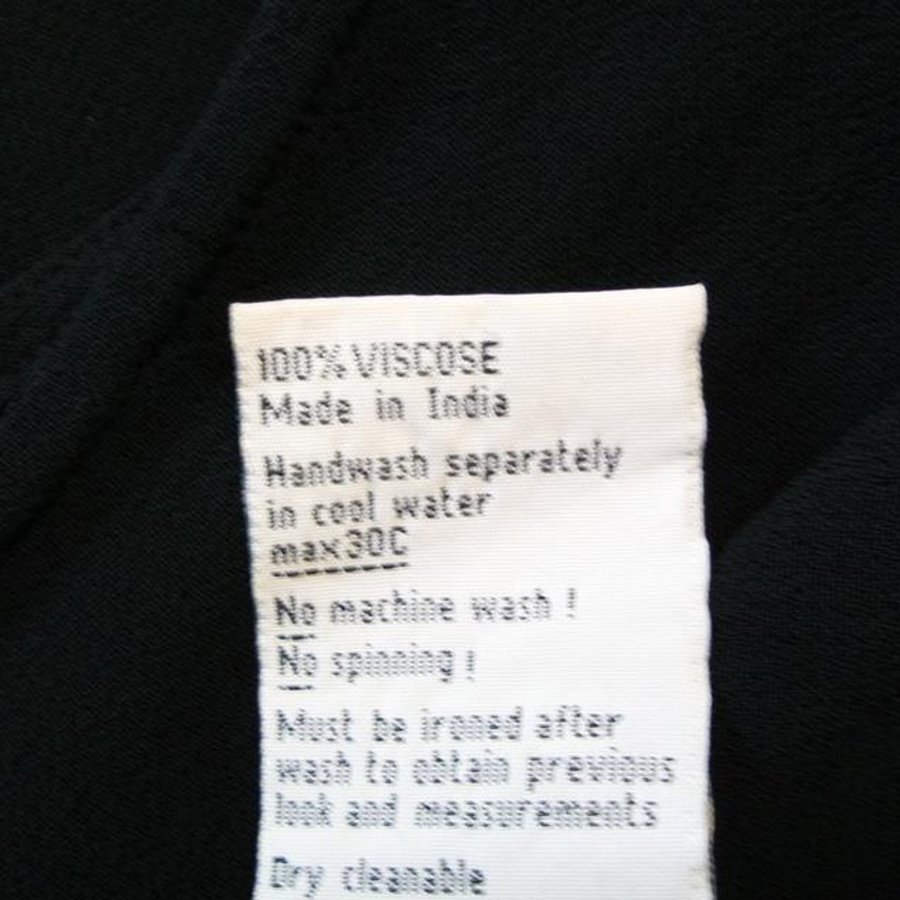 100% VISCOSE
Made in India
Handwash separately
in cool water
max30C
No machine wash !
No spinning !
Must be ironed after
wash to obtain previous
look and measurements
Dry cleanable